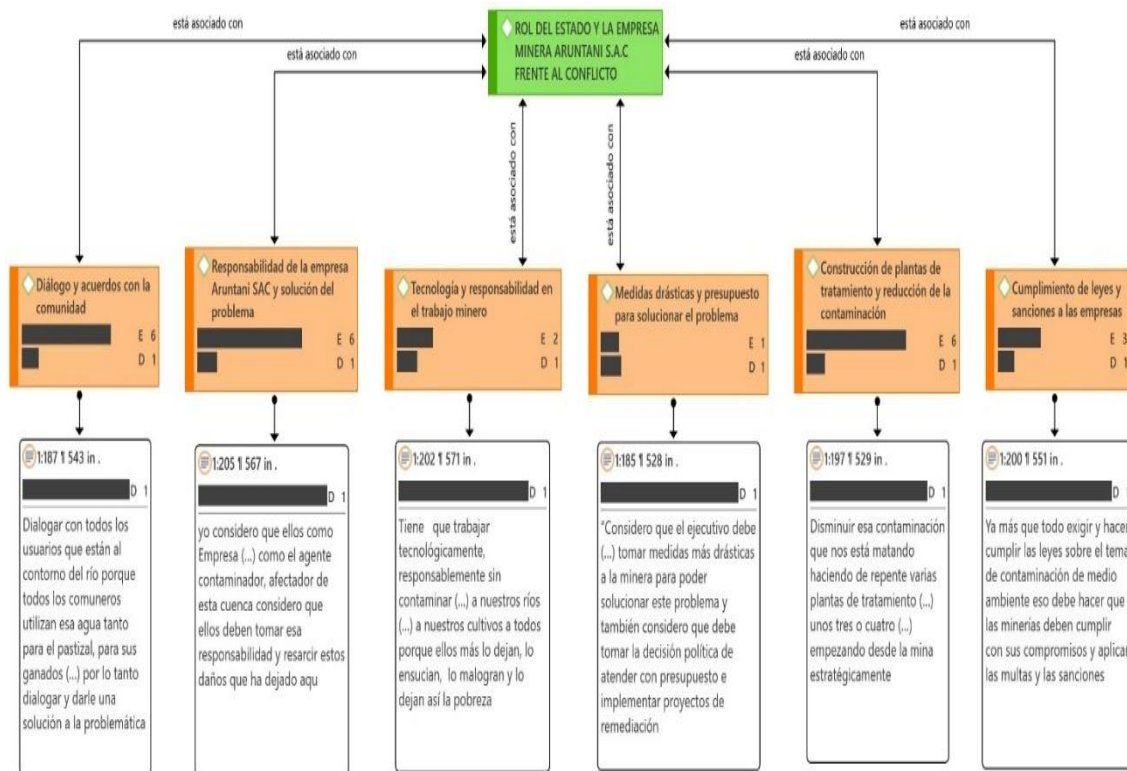 está asociado con
está asociado con
ROL DEL ESTADO Y LA EMPRESA
MINERA ARUNTANI S.A.C
FRENTE AL CONFLICTO
está asociado con
está asociado con
está asociado con
está asociado con
Diálogo y acuerdos con la
comunidad
E 6
D 1
Responsabilidad de la empresa
Aruntani SAC y solución del
problema
E 6
D 1
Tecnología y responsabilidad en
el trabajo minero
E 2
D 1
Medidas drásticas y presupuesto
para solucionar el problema
E 1
D 1
Construcción de plantas de
tratamiento y reducción de la
contaminación
E 6
D 1
Cumplimiento de leyes y
sanciones a las empresas
E 3
D 1
1:187 ¶ 543 in .
D 1
Dialogar con todos los
usuarios que están al
contorno del río porque
todos los comuneros
utilizan esa agua tanto
para el pastizal, para sus
ganados (...) por lo tanto
dialogar y darle una
solución a la problemática
1:205 ¶ 567 in .
D 1
yo considero que ellos como
Empresa (...) como el agente
contaminador, afectador de
esta cuenca considero que
ellos deben tomar esa
responsabilidad y resarcir estos
daños que ha dejado aqu
1:202 ¶ 571 in .
D 1
Tiene que trabajar
tecnológicamente,
responsablemente sin
contaminar (...) a nuestros ríos
(...) a nuestros cultivos a todos
porque ellos más lo dejan, lo
ensucian, lo malogran y lo
dejan así la pobreza
1:185 ¶ 528 in .
D 1
"Considero que el ejecutivo debe
(...) tomar medidas más drásticas
a la minera para poder
solucionar este problema y
también considero que debe
tomar la decisión política de
atender con presupuesto e
implementar proyectos de
remediación
1:197 ¶ 529 in .
D 1
Disminuir esa contaminación
que nos está matando
haciendo de repente varias
plantas de tratamiento (...)
unos tres o cuatro (...)
empezando desde la mina
estratégicamente
1:200 ¶ 551 in .
D 1
Ya más que todo exigir y hacer
cumplir las leyes sobre el tema
de contaminación de medio
ambiente eso debe hacer que
las minerías deben cumplir
con sus compromisos y aplicar
las multas y las sanciones